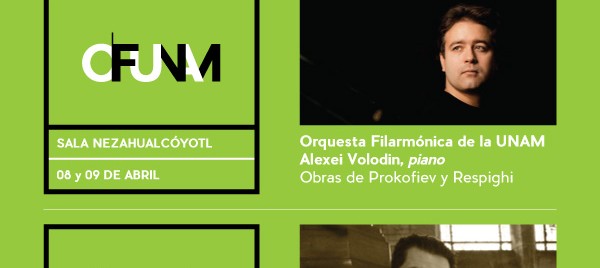 OFUNAM
SALA NEZAHUALCÓYOTL
08 y 09 DE ABRIL
Orquesta Filarmónica de la UNAM
Alexei Volodin, piano
Obras de Prokofiev y Respighi